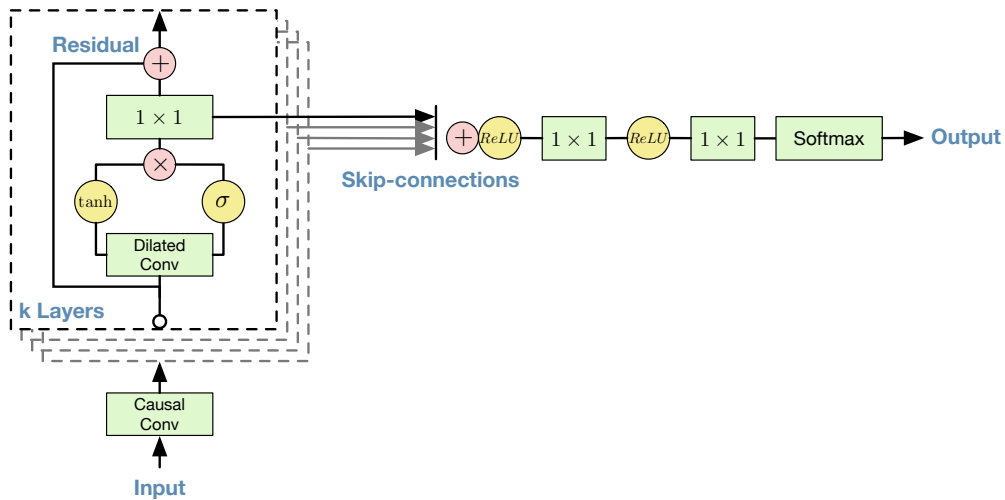 Residual
+
1 × 1
×
tanh
σ
Dilated
Conv
k Layers
Causal
Conv
Input
Skip-connections
+
ReLU
1 × 1
ReLU
1 × 1
Softmax
Output